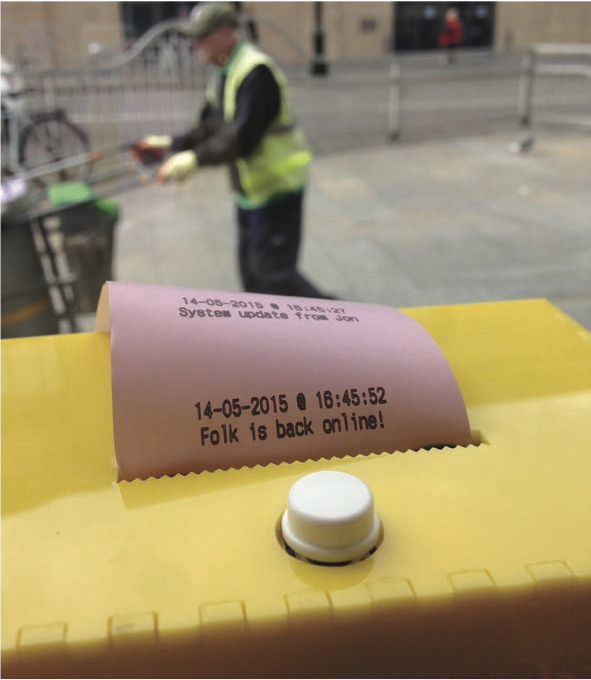 14-05-2015 @ 16:45:27
System update from Jon
14-05-2015 @ 16:45:52
Folk is back online!